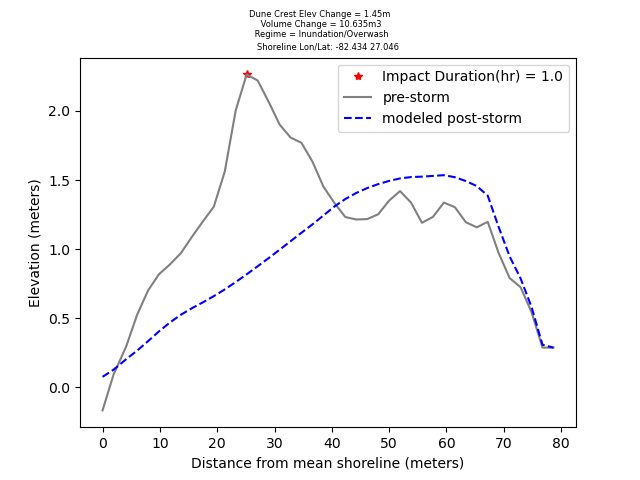 Dune Crest Elev Change = 1.45m
Volume Change = 10.635m3
Regime = Inundation/Overwash
Shoreline Lon/Lat: -82.434 27.046
Impact Duration(hr) = 1.0
pre-storm
modeled post-storm
Elevation (meters)
2.0
1.5
1.0
0.5
0.0
0 10 20 30 40 50 60 70 80
Distance from mean shoreline (meters)